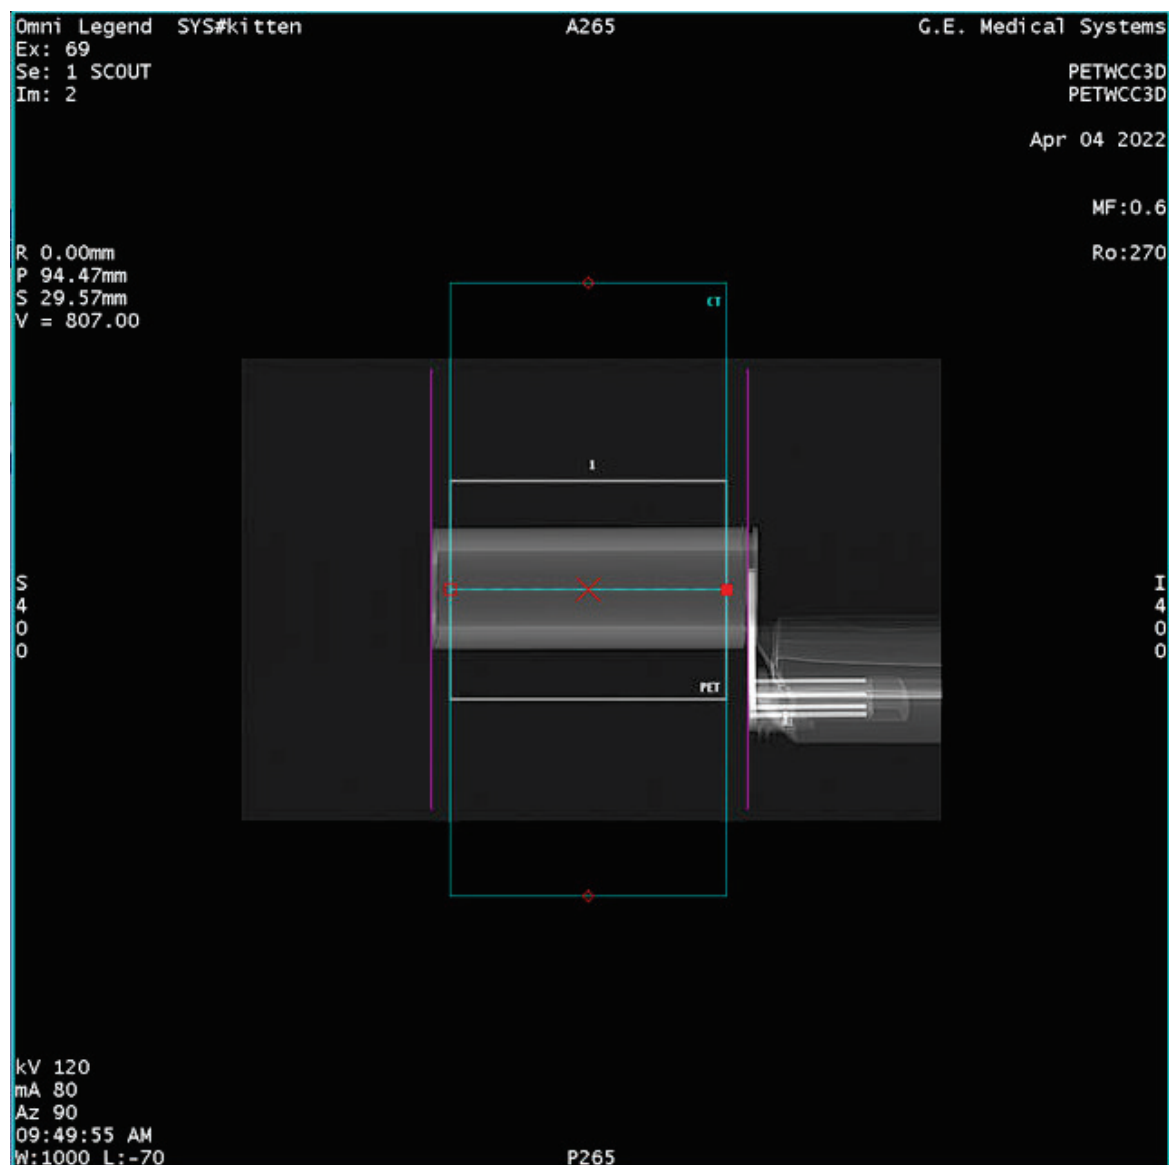 Omni Legend SYS#kitten
Ex: 69
Se: 1 SCOUT
Im: 2
A265
G.E. Medical Systems
PETWCC3D
PETWCC3D
Apr 04 2022
MF:0.6
Ro:270
R 0.00mm
P 94.47mm
S 29.57mm
V = 807.00
CT
1
S
4
0
0
I
4
0
0
PET
kV 120
mA 80
Az 90
09:49:55 AM
W:1000 L:-70
P265